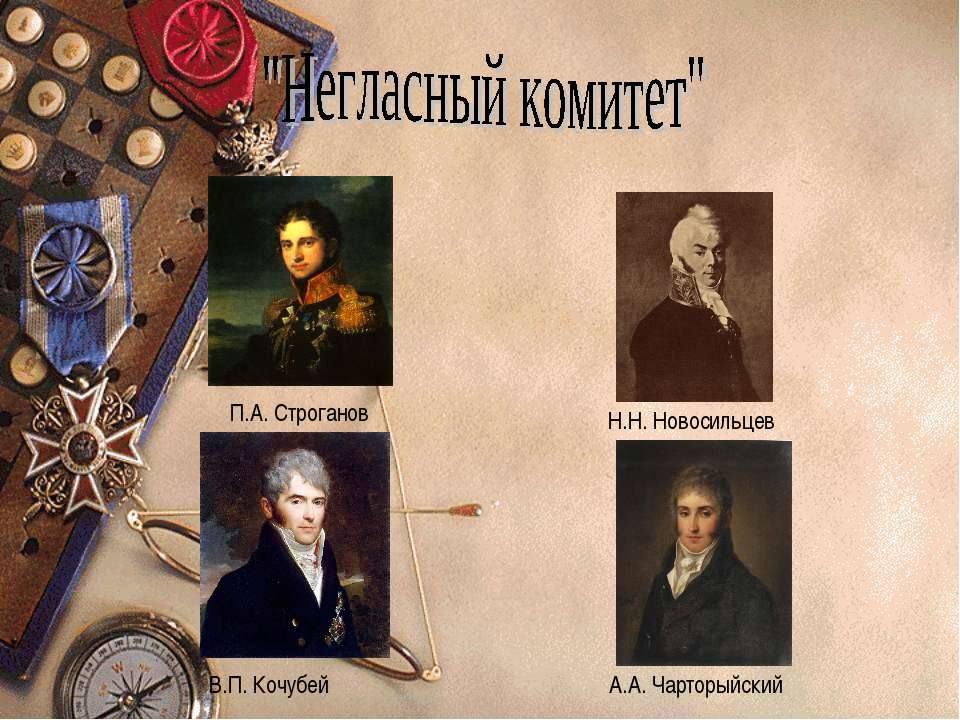 "Негласный комитет"
П.А. Строганов
Н.Н. Новосильцев
В.П. Кочубей
А.А. Чарторыйский